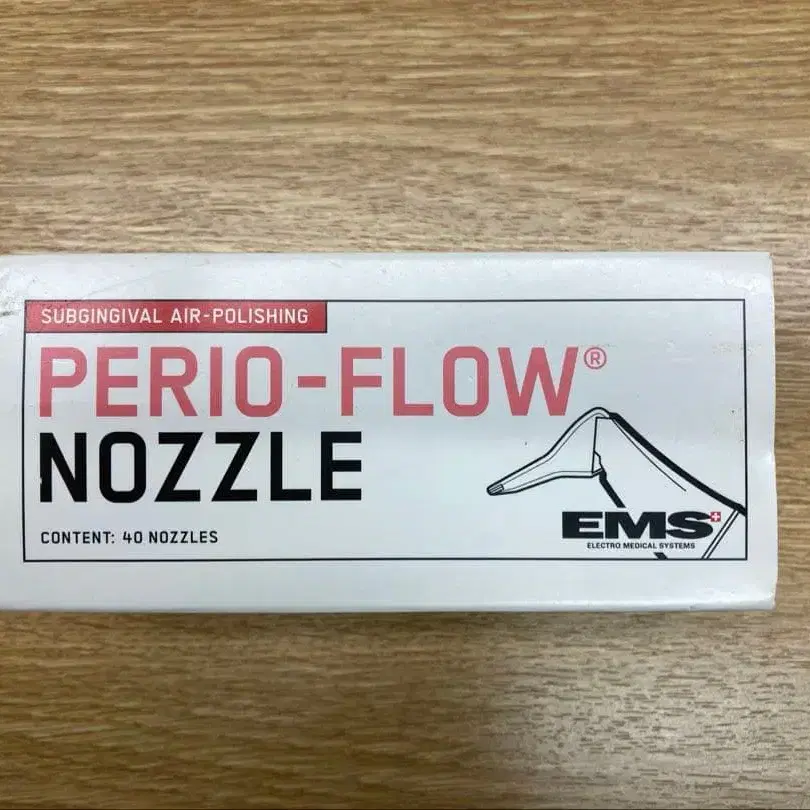 SUBGINGIVAL AIR-POLISHING
PERIO-FLOW®
NOZZLE
CONTENT: 40 NOZZLES
EMS
ELECTRO MEDICAL SYSTEMS